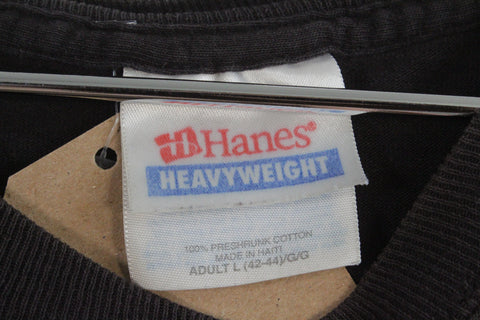 Hanes®
HEAVYWEIGHT
100% PRESHRUNK COTTON
MADE IN HAITI
ADULT L (42-44)/G/G